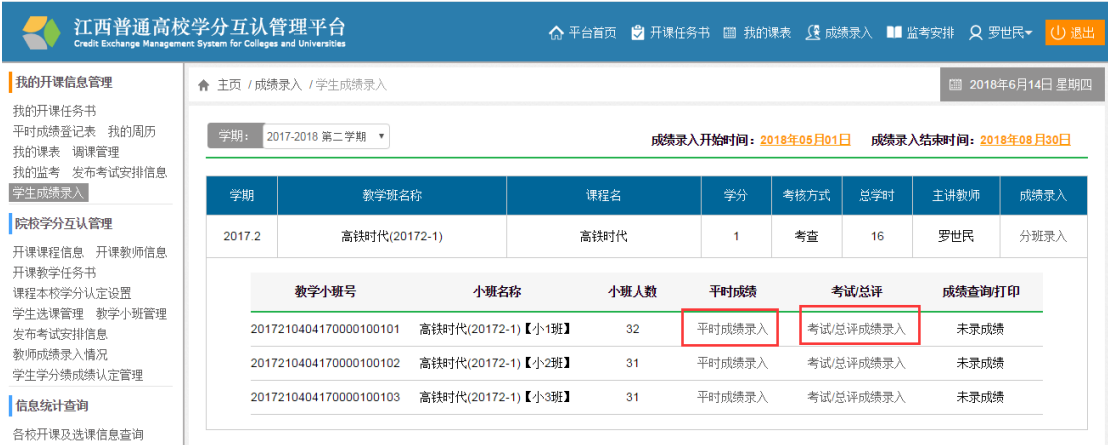 江西普通高校学分互认管理平台
Credit Exchange Management System for Colleges and Universities
平台首页 开课任务书 我的课表 成绩录入 监考安排 罗世民 退出
我的开课信息管理
我的开课任务书
平时成绩登记表 我的周历
我的课表 调课管理
我的监考 发布考试安排信息
学生成绩录入
院校学分互认管理
开课课程信息 开课教师信息
开课教学任务书
课程本校学分认定设置
学生选课管理 教学小班管理
发布考试安排信息
教师成绩录入情况
学生学分绩成绩认定管理
信息统计查询
各校开课及选课信息查询
主页 / 成绩录入 / 学生成绩录入
2018年6月14日 星期四
学期： 2017-2018 第二学期
成绩录入开始时间：2018年05月01日 成绩录入结束时间：2018年08月30日
学期 教学班名称 课程名 学分 考核方式 总学时 主讲教师 成绩录入
2017.2 高铁时代(20172-1) 高铁时代 1 考查 16 罗世民 分班录入
教学小班号 小班名称 小班人数 平时成绩 考试/总评 成绩查询/打印
2017210404170000100101 高铁时代(20172-1)【小1班】 32 平时成绩录入 考试/总评成绩录入 未录成绩
2017210404170000100102 高铁时代(20172-1)【小2班】 31 平时成绩录入 考试/总评成绩录入 未录成绩
2017210404170000100103 高铁时代(20172-1)【小3班】 31 平时成绩录入 考试/总评成绩录入 未录成绩